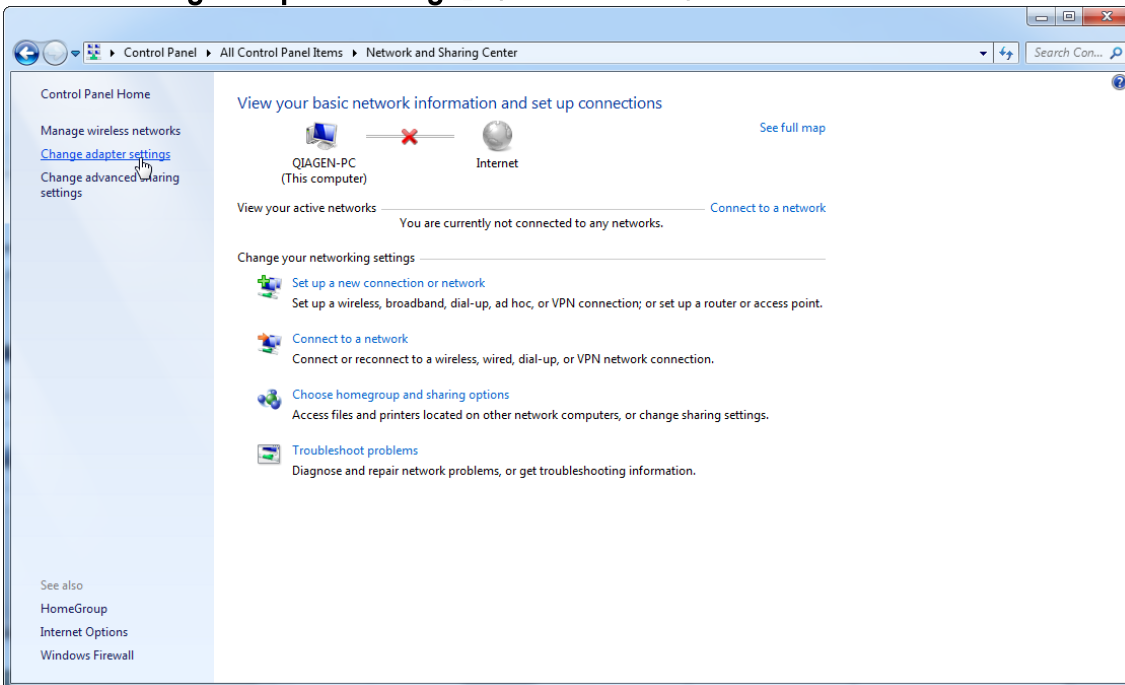 Control Panel ▸ All Control Panel Items ▸ Network and Sharing Center
Search Con...
Control Panel Home
Manage wireless networks
Change adapter settings
Change advanced sharing
settings
View your basic network information and set up connections
See full map
QIAGEN-PC
(This computer)
Internet
View your active networks
Connect to a network
You are currently not connected to any networks.
Change your networking settings
Set up a new connection or network
Set up a wireless, broadband, dial-up, ad hoc, or VPN connection; or set up a router or access point.
Connect to a network
Connect or reconnect to a wireless, wired, dial-up, or VPN network connection.
Choose homegroup and sharing options
Access files and printers located on other network computers, or change sharing settings.
Troubleshoot problems
Diagnose and repair network problems, or get troubleshooting information.
See also
HomeGroup
Internet Options
Windows Firewall